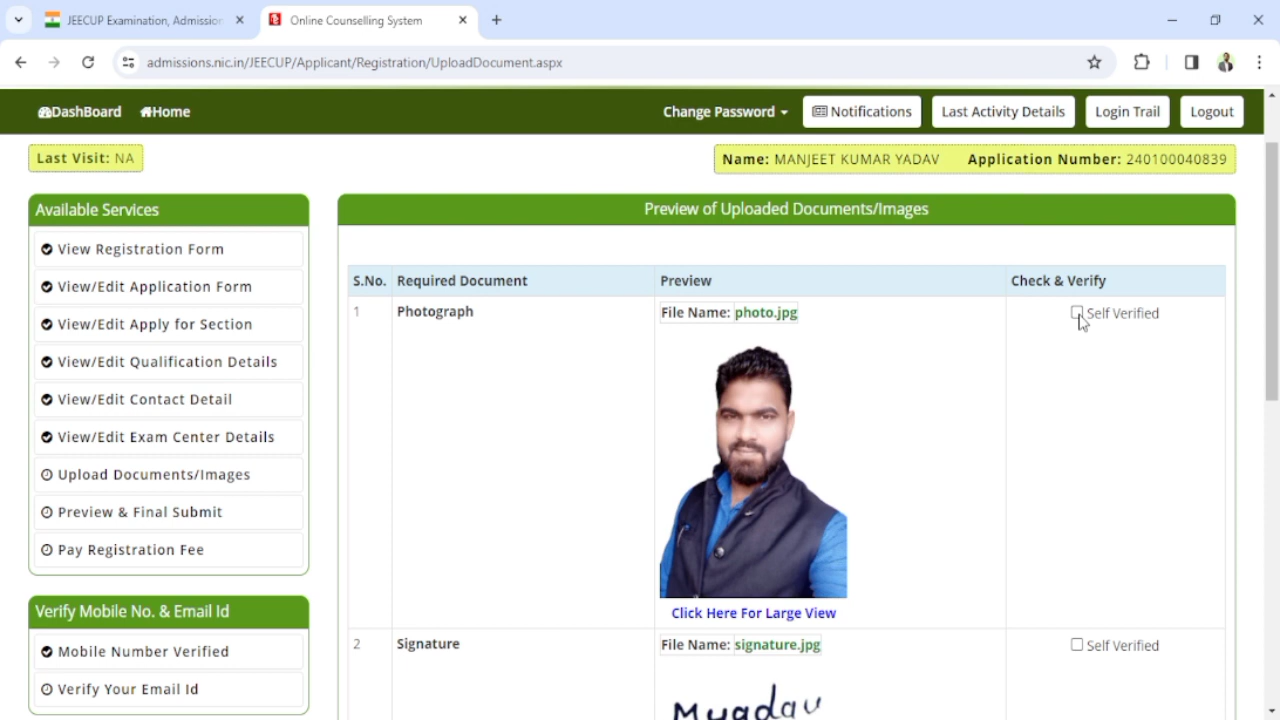 JEECUP Examination, Admission
Online Counselling System
admissions.nic.in/JEECUP/Applicant/Registration/UploadDocument.aspx
DashBoard Home Change Password Notifications Last Activity Details Login Trail Logout
Last Visit: NA
Name: MANJEET KUMAR YADAV Application Number: 240100040839
Available Services
View Registration Form
View/Edit Application Form
View/Edit Apply for Section
View/Edit Qualification Details
View/Edit Contact Detail
View/Edit Exam Center Details
Upload Documents/Images
Preview & Final Submit
Pay Registration Fee
Verify Mobile No. & Email Id
Mobile Number Verified
Verify Your Email Id
Preview of Uploaded Documents/Images
S.No. Required Document Preview Check & Verify
1 Photograph File Name: photo.jpg Self Verified
Click Here For Large View
2 Signature File Name: signature.jpg Self Verified
Myadav